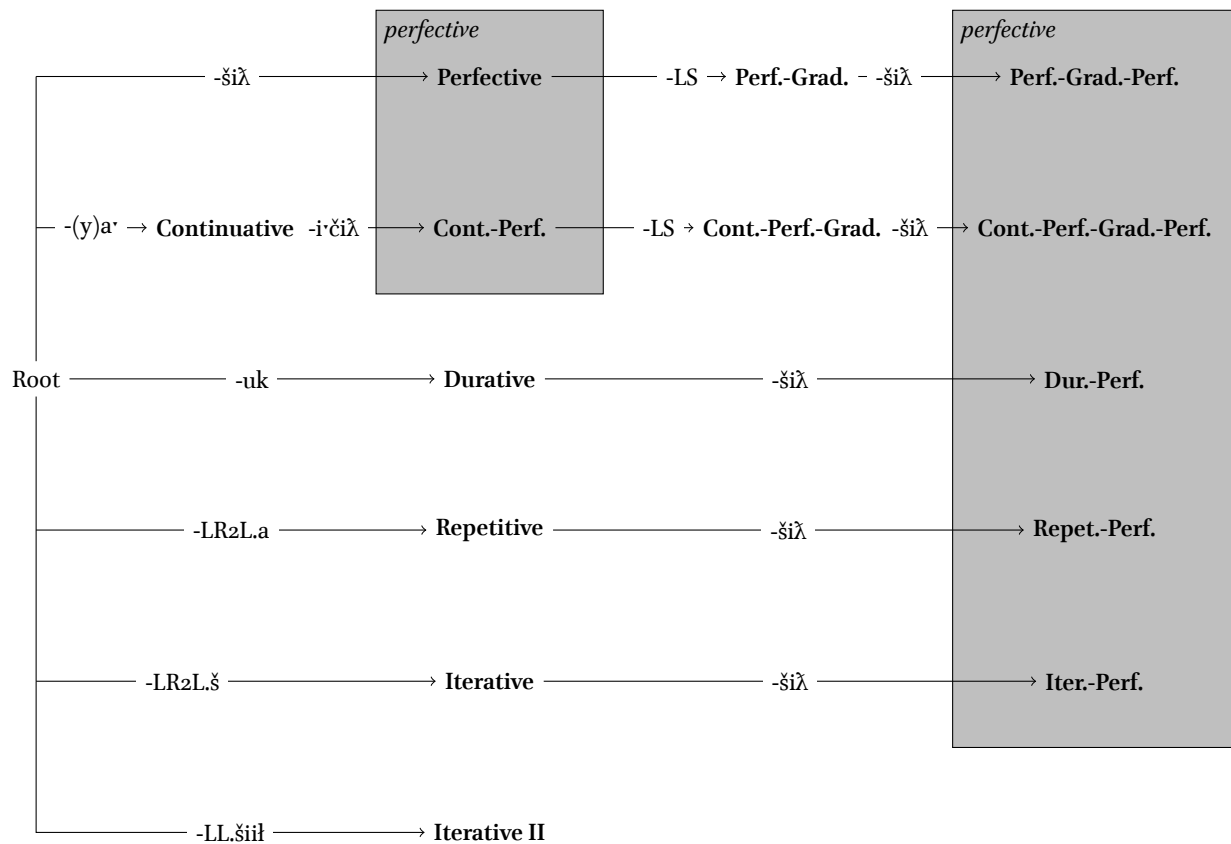 perfective perfective
-šiƛ Perfective -LS Perf.-Grad. -šiƛ Perf.-Grad.-Perf.
-(y)aˑ Continuative -iˑčiƛ Cont.-Perf. -LS Cont.-Perf.-Grad. -šiƛ Cont.-Perf.-Grad.-Perf.
Root -uk Durative -šiƛ Dur.-Perf.
-LR2L.a Repetitive -šiƛ Repet.-Perf.
-LR2L.š Iterative -šiƛ Iter.-Perf.
-LL.šiił Iterative II